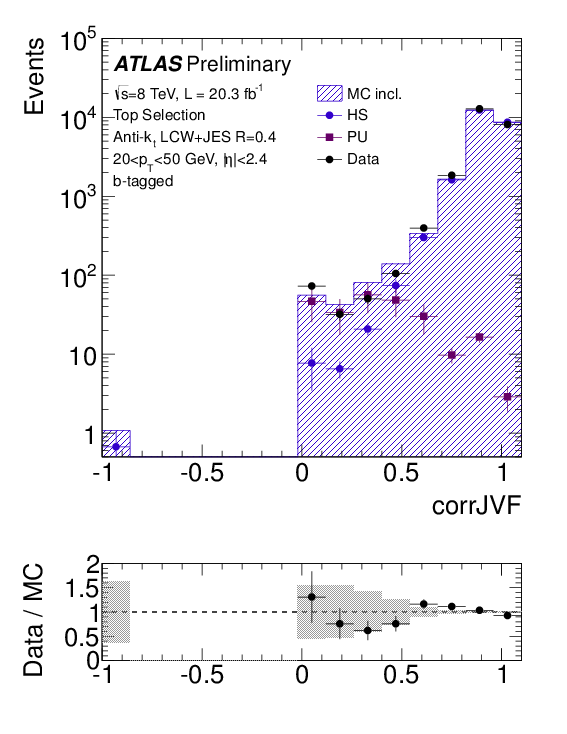 Events
10^5
10^4
10^3
10^2
10
1
ATLAS Preliminary
√s=8 TeV, L = 20.3 fb^-1
Top Selection
Anti-k_t LCW+JES R=0.4
20<p_T<50 GeV, |η|<2.4
b-tagged
MC incl.
HS
PU
Data
-1 -0.5 0 0.5 1
corrJVF
Data / MC
2
1.5
1
0.5
0
-1 -0.5 0 0.5 1